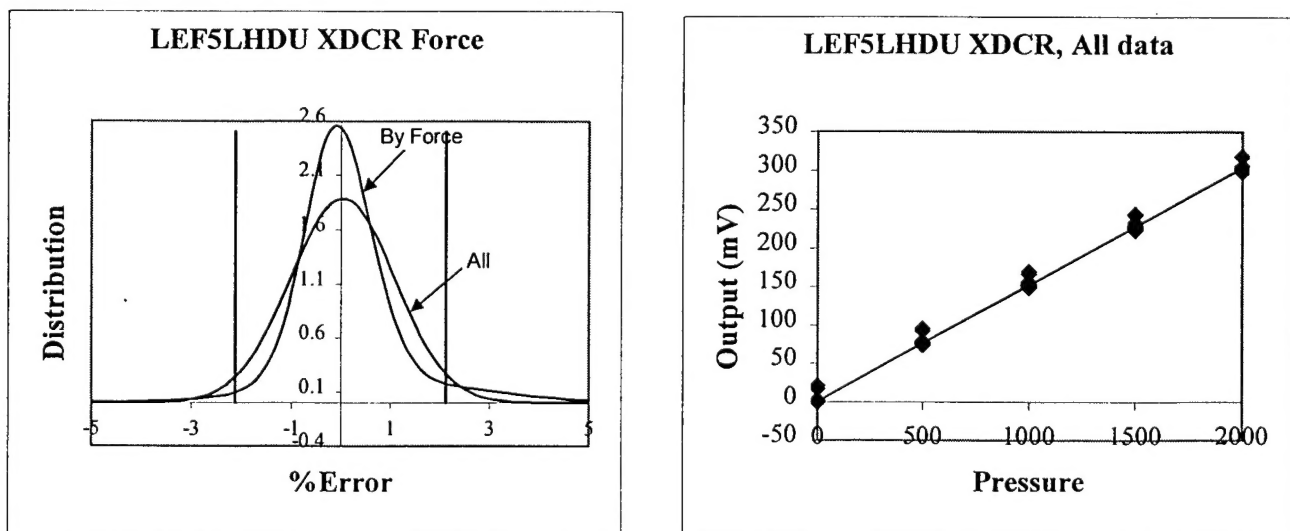 LEF5LHDU XDCR Force
2.6
By Force
2.1
1.6
All
1.1
0.6
0.1
-5 -3 -1 1 3 5
-0.4
Distribution
%Error
LEF5LHDU XDCR, All data
350
300
250
200
150
100
50
0
-50
0 500 1000 1500 2000
Output (mV)
Pressure